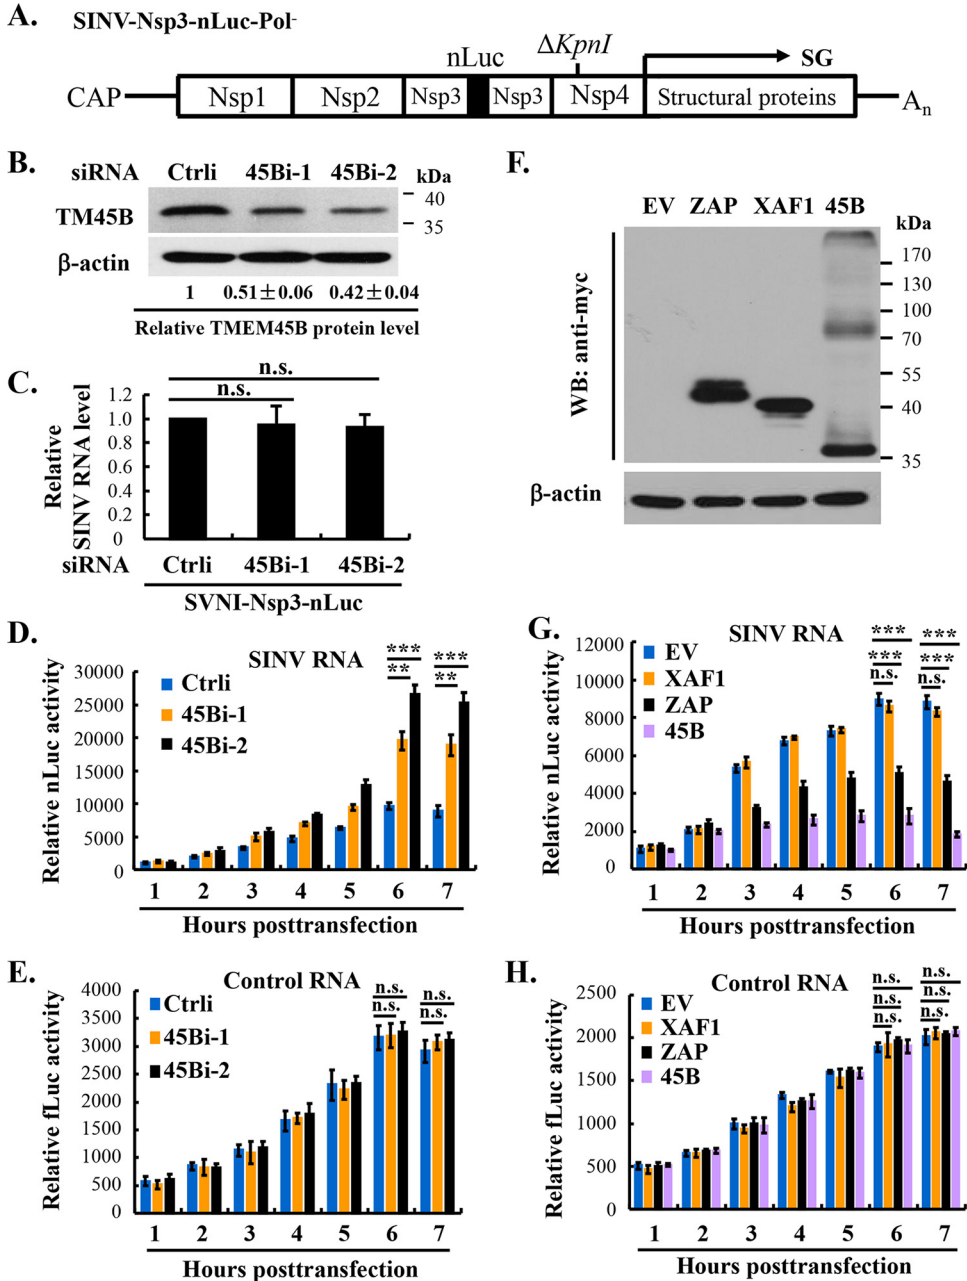 A.
SINV-Nsp3-nLuc-Pol-
CAP
Nsp1
Nsp2
Nsp3
nLuc
Nsp3
ΔKpnI
Nsp4
SG
Structural proteins
An
B.
siRNA Ctrli 45Bi-1 45Bi-2 kDa
TM45B
40
35
β-actin
1 0.51±0.06 0.42±0.04
Relative TMEM45B protein level
C.
n.s.
n.s.
Relative
SINV RNA level
1.2
1.0
0.8
0.6
0.4
0.2
0
siRNA Ctrli 45Bi-1 45Bi-2
SVNI-Nsp3-nLuc
D.
SINV RNA
Relative nLuc activity
30000
25000
20000
15000
10000
5000
0
Ctrli
45Bi-1
45Bi-2
*** ***
** **
1 2 3 4 5 6 7
Hours posttransfection
E.
Control RNA
Relative fLuc activity
4000
3500
3000
2500
2000
1500
1000
500
0
Ctrli
45Bi-1
45Bi-2
n.s. n.s.
n.s. n.s.
1 2 3 4 5 6 7
Hours posttransfection
F.
EV ZAP XAF1 45B
kDa
WB: anti-myc
170
130
100
70
55
40
35
β-actin
G.
SINV RNA
Relative nLuc activity
12000
10000
8000
6000
4000
2000
0
EV
XAF1
ZAP
45B
*** ***
*** ***
n.s. n.s.
1 2 3 4 5 6 7
Hours posttransfection
H.
Control RNA
Relative fLuc activity
2500
2000
1500
1000
500
0
EV
XAF1
ZAP
45B
n.s. n.s.
n.s. n.s.
n.s. n.s.
1 2 3 4 5 6 7
Hours posttransfection